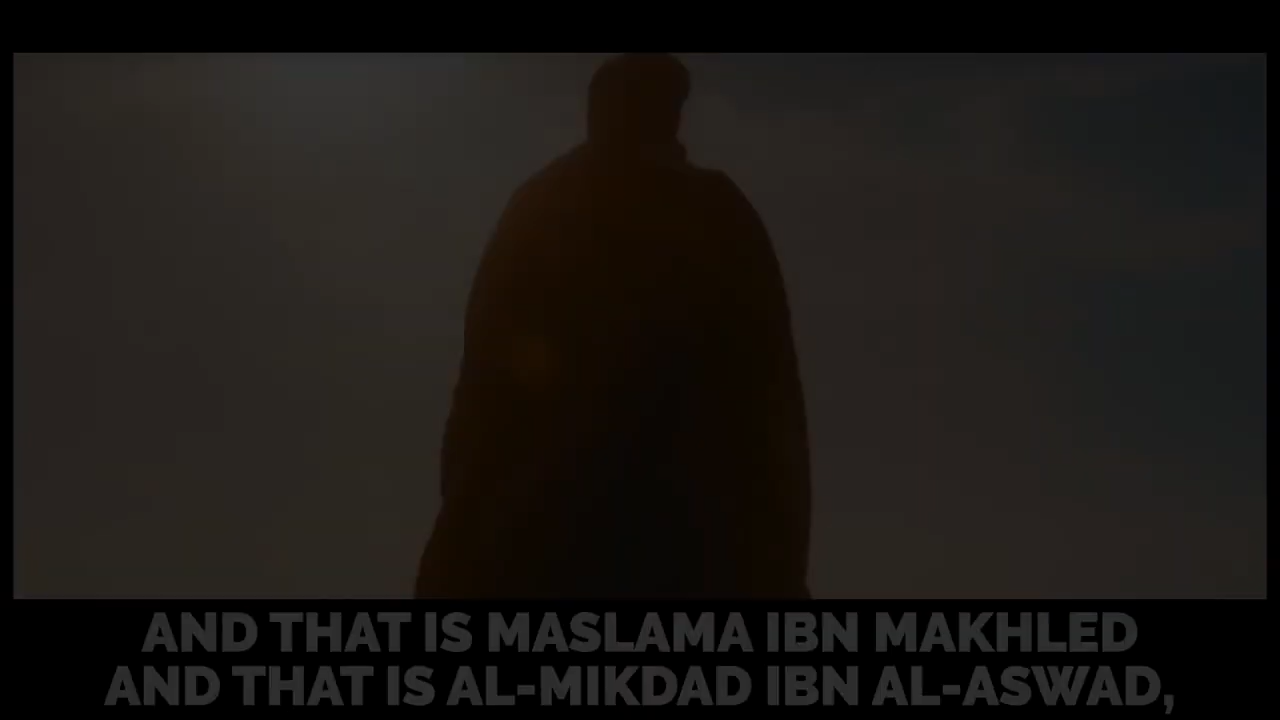 AND THAT IS MASLAMA IBN MAKHLED
AND THAT IS AL-MIKDAD IBN AL-ASWAD,